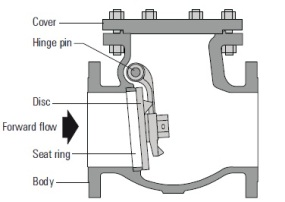 Cover
Hinge pin
Disc
Forward flow
Seat ring
Body